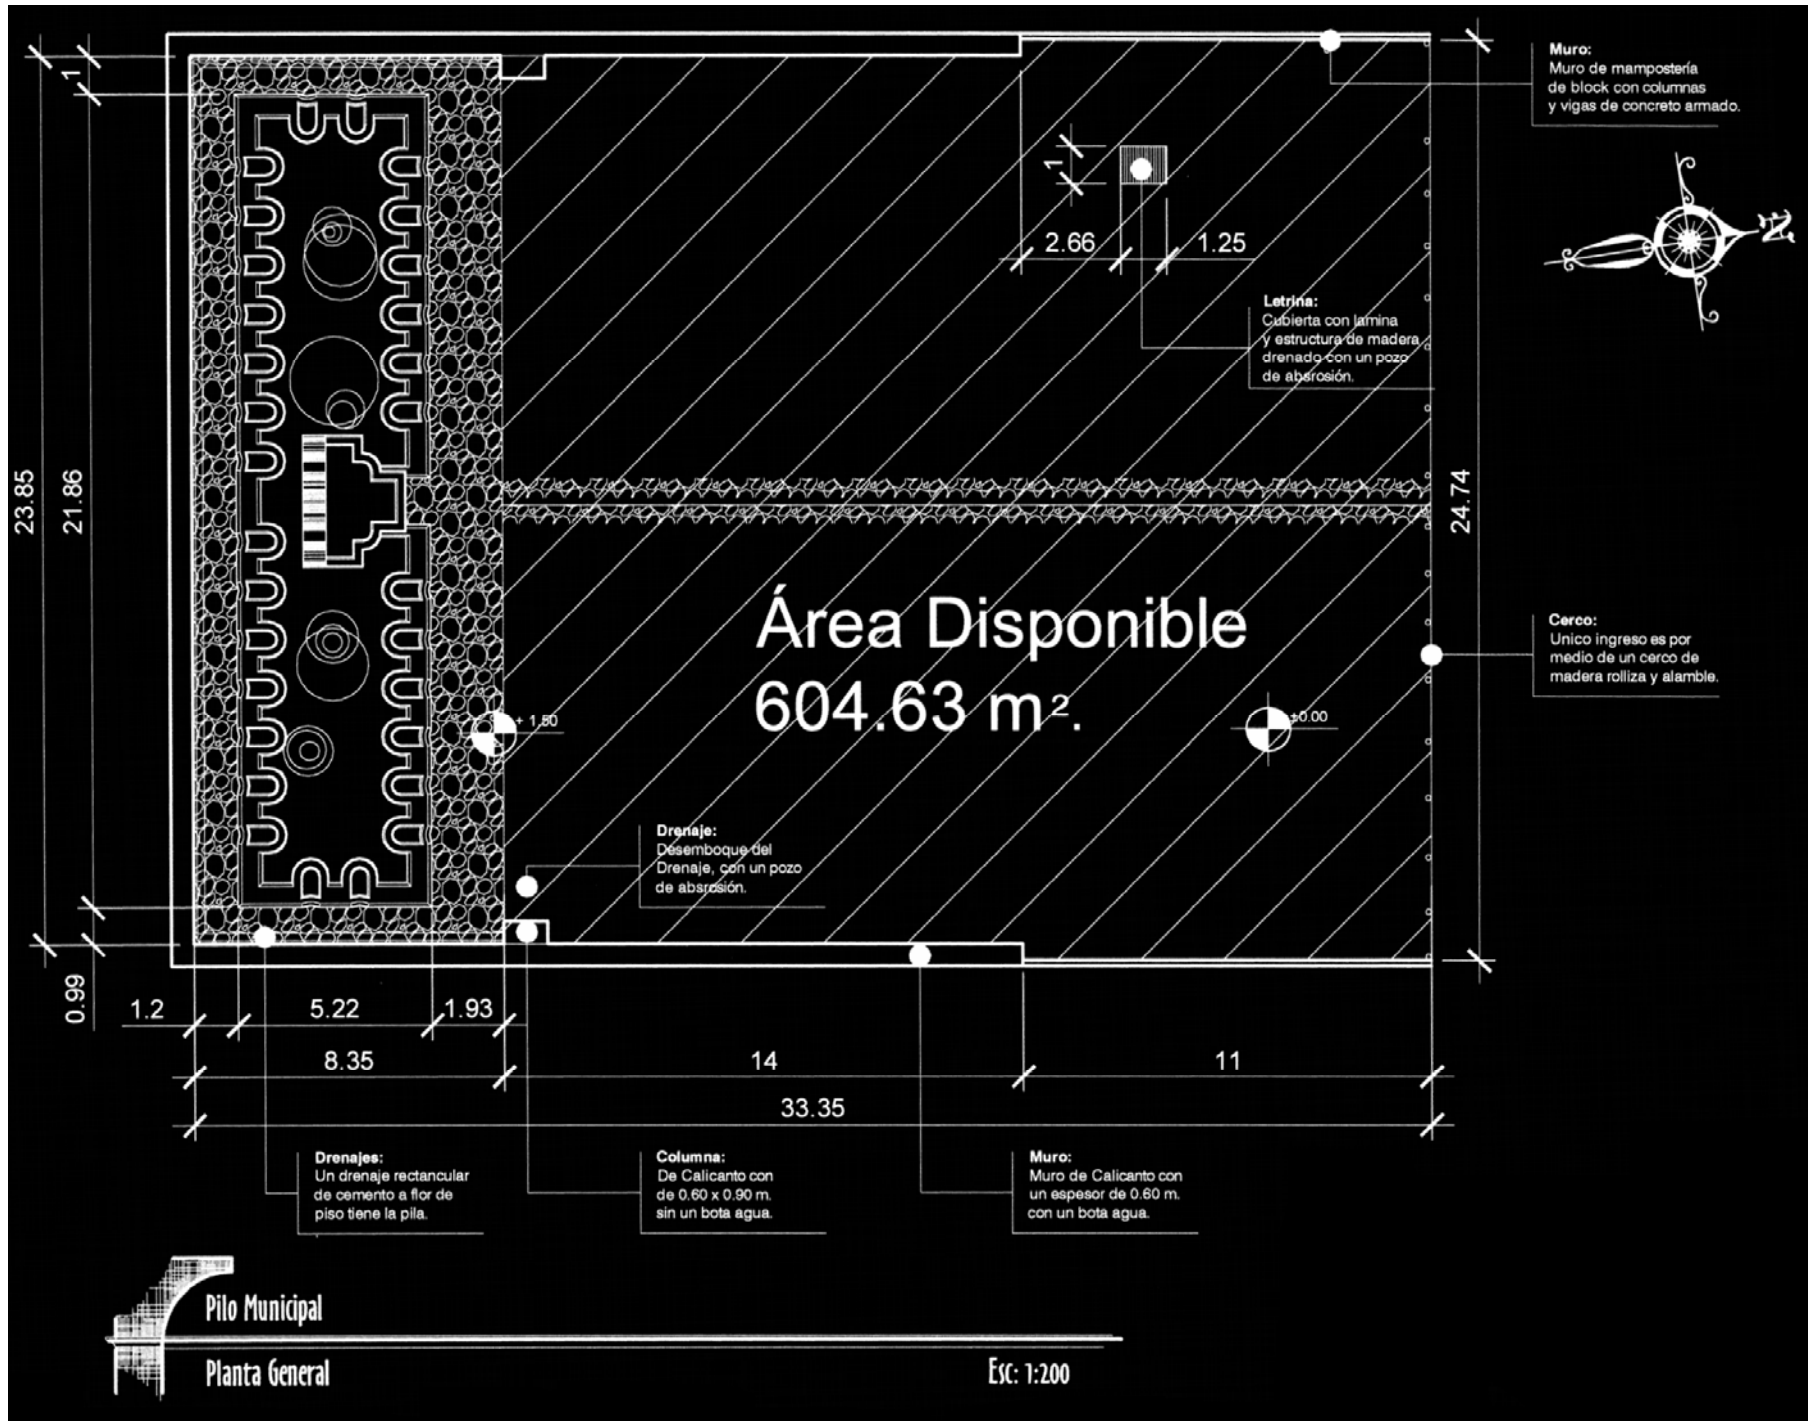 Muro:
Muro de mampostería
de block con columnas
y vigas de concreto armado.
1
N
1
2.66
1.25
Letrina:
Cubierta con lamina
y estructura de madera
drenado con un pozo
de absrosión.
23.85
21.86
24.74
Área Disponible
604.63 m².
Cerco:
Unico ingreso es por
medio de un cerco de
madera rolliza y alamble.
+ 1.50
±0.00
Drenaje:
Desemboque del
Drenaje, con un pozo
de absrosión.
0.99
1.2
5.22
1.93
8.35
14
11
33.35
Drenajes:
Un drenaje rectancular
de cemento a flor de
piso tiene la pila.
Columna:
De Calicanto con
de 0.60 x 0.90 m.
sin un bota agua.
Muro:
Muro de Calicanto con
un espesor de 0.60 m.
con un bota agua.
Pilo Municipal
Planta General
Esc: 1:200